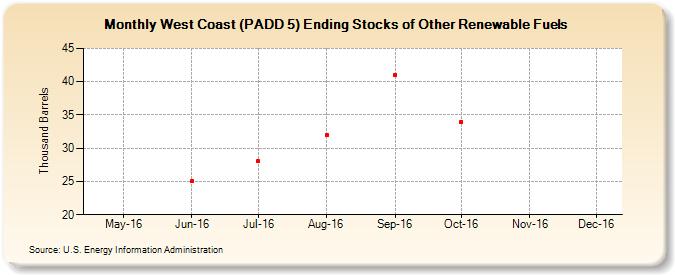 Monthly West Coast (PADD 5) Ending Stocks of Other Renewable Fuels
Thousand Barrels
45
40
35
30
25
20
May-16 Jun-16 Jul-16 Aug-16 Sep-16 Oct-16 Nov-16 Dec-16
Source: U.S. Energy Information Administration